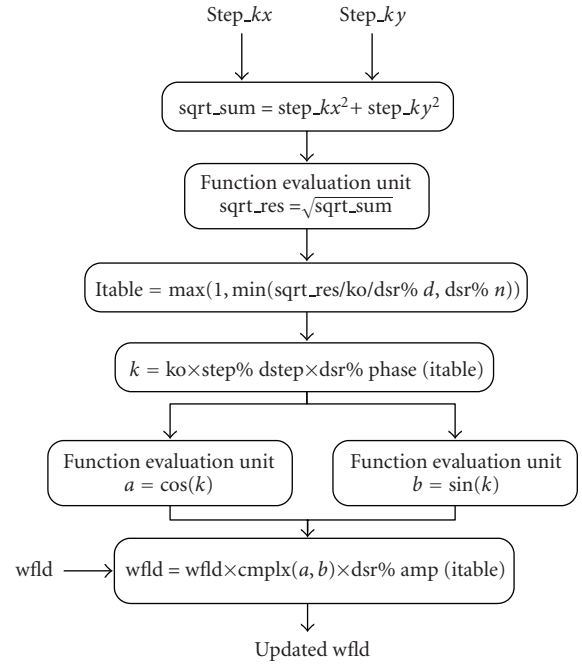 Step_kx Step_ky
sqrt_sum = step_kx²+ step_ky²
Function evaluation unit
sqrt_res =√sqrt_sum
Itable = max(1, min(sqrt_res/ko/dsr% d, dsr% n))
k = ko×step% dstep×dsr% phase (itable)
Function evaluation unit
a = cos(k)
Function evaluation unit
b = sin(k)
wfld
wfld = wfld×cmplx(a, b)×dsr% amp (itable)
Updated wfld